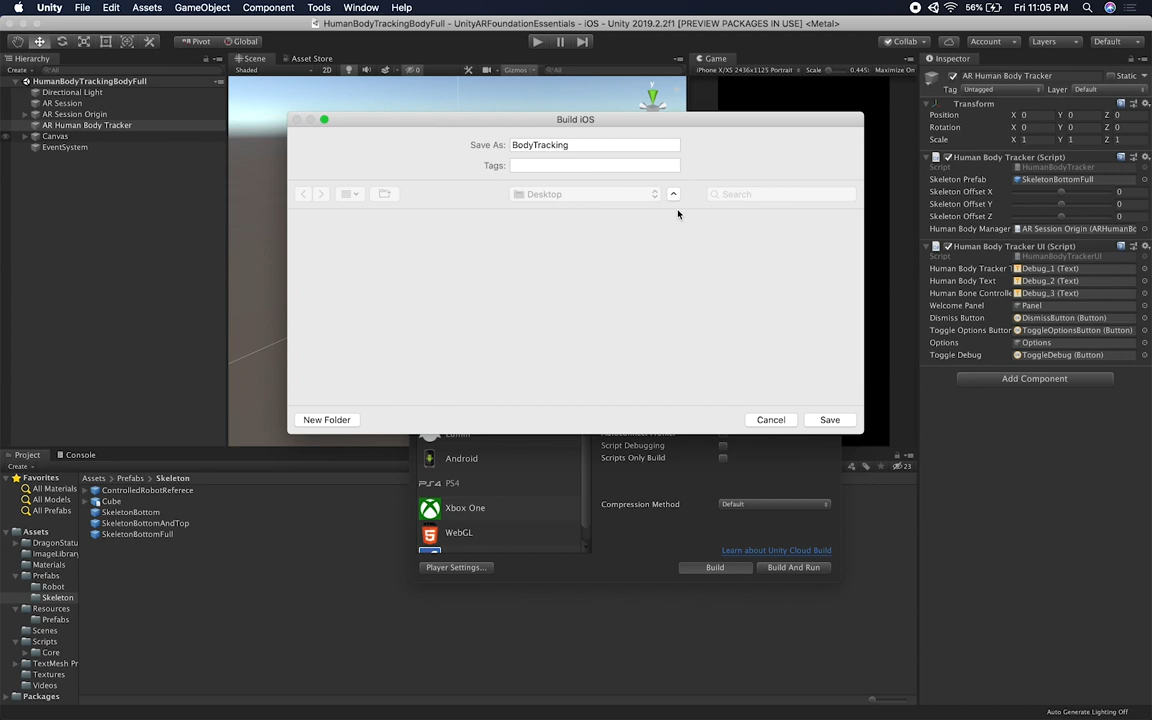 Unity File Edit Assets GameObject Component Tools Window Help 56% Fri 11:05 PM
HumanBodyTrackingBodyFull - UnityARFoundationEssentials - iOS - Unity 2019.2.2f1 [PREVIEW PACKAGES IN USE] <Metal>
Pivot Global Collab Account Layers Default
Hierarchy Scene Asset Store Game Inspector
Create All Shaded 2D 0 Gizmos All iPhone X/XS 2436x1125 Portrait Scale 0.445: Maximize On
HumanBodyTrackingBodyFull
Directional Light
AR Session
AR Session Origin
AR Human Body Tracker
Canvas
EventSystem
y
Build iOS
Save As: BodyTracking
Tags:
Desktop
Search
New Folder Cancel Save
AR Human Body Tracker Static
Tag Untagged Layer Default
Transform
Position X 0 Y 0 Z 0
Rotation X 0 Y 0 Z 0
Scale X 1 Y 1 Z 1
Human Body Tracker (Script)
Script HumanBodyTracker
Skeleton Prefab SkeletonBottomFull
Skeleton Offset X 0
Skeleton Offset Y 0
Skeleton Offset Z 0
Human Body Manager AR Session Origin (ARHumanBo
Human Body Tracker UI (Script)
Script HumanBodyTrackerUI
Human Body Tracker T Debug_1 (Text)
Human Body Text Debug_2 (Text)
Human Bone Controlle Debug_3 (Text)
Welcome Panel Panel
Dismiss Button DismissButton (Button)
Toggle Options Button ToggleOptionsButton (Button)
Options Options
Toggle Debug ToggleDebug (Button)
Add Component
Script Debugging
Android Scripts Only Build
PS4
Xbox One Compression Method Default
WebGL
Learn about Unity Cloud Build
Player Settings... Build Build And Run
Project Console
Create 23
Favorites
All Materials
All Models
All Prefabs
Assets
DragonStatu
ImageLibrary
Materials
Prefabs
Robot
Skeleton
Resources
Prefabs
Scenes
Scripts
Core
TextMesh Pr
Textures
Videos
Packages
Assets > Prefabs > Skeleton
ControlledRobotReferece
Cube
SkeletonBottom
SkeletonBottomAndTop
SkeletonBottomFull
Auto Generate Lighting Off